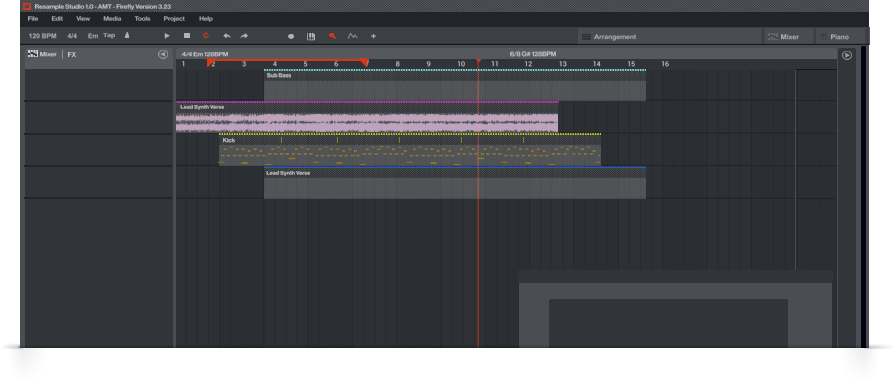 Resample Studio 1.0 - AMT - Firefly Version 3.23
File Edit View Media Tools Project Help
120 BPM 4/4 Em Tap Arrangement Mixer Piano
Mixer FX 4/4 Em 128BPM 6/8 G# 128BPM
1 2 3 4 5 6 7 8 9 10 11 12 13 14 15 16
Sub Bass
Lead Synth Verse
Kick
Lead Synth Verse